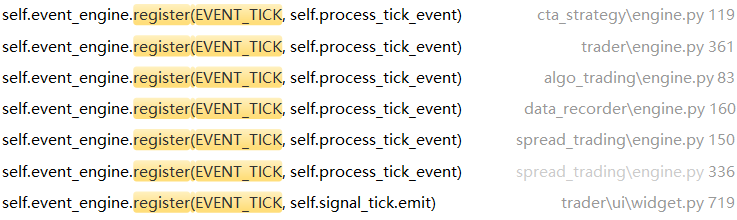 self.event_engine.register(EVENT_TICK, self.process_tick_event) cta_strategy\engine.py 119
self.event_engine.register(EVENT_TICK, self.process_tick_event) trader\engine.py 361
self.event_engine.register(EVENT_TICK, self.process_tick_event) algo_trading\engine.py 83
self.event_engine.register(EVENT_TICK, self.process_tick_event) data_recorder\engine.py 160
self.event_engine.register(EVENT_TICK, self.process_tick_event) spread_trading\engine.py 150
self.event_engine.register(EVENT_TICK, self.process_tick_event) spread_trading\engine.py 336
self.event_engine.register(EVENT_TICK, self.signal_tick.emit) trader\ui\widget.py 719